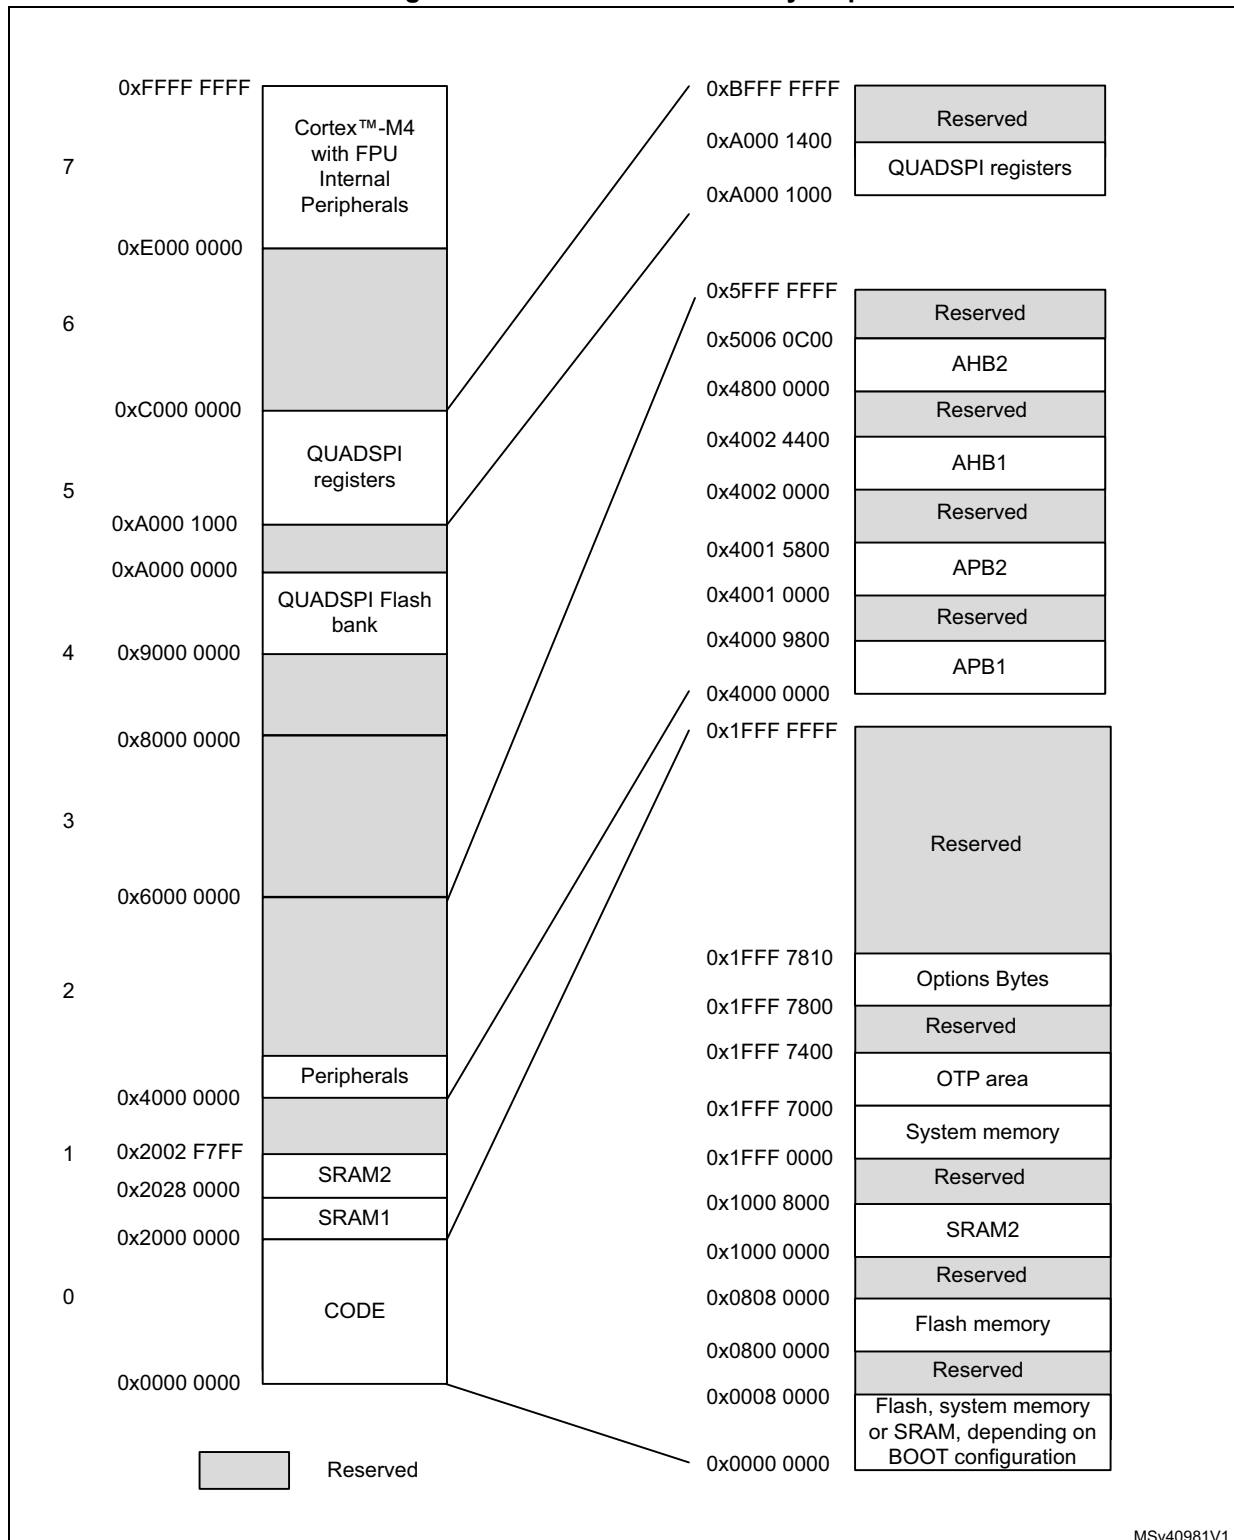 0xFFFF FFFF
Cortex™-M4
with FPU
Internal
Peripherals
7
0xE000 0000
6
0xC000 0000
QUADSPI
registers
5
0xA000 1000
0xA000 0000
QUADSPI Flash
bank
4
0x9000 0000
0x8000 0000
3
0x6000 0000
2
Peripherals
0x4000 0000
1
0x2002 F7FF
SRAM2
0x2028 0000
SRAM1
0x2000 0000
0
CODE
0x0000 0000
Reserved
0xBFFF FFFF
Reserved
0xA000 1400
QUADSPI registers
0xA000 1000
0x5FFF FFFF
Reserved
0x5006 0C00
AHB2
0x4800 0000
Reserved
0x4002 4400
AHB1
0x4002 0000
Reserved
0x4001 5800
APB2
0x4001 0000
Reserved
0x4000 9800
APB1
0x4000 0000
0x1FFF FFFF
Reserved
0x1FFF 7810
Options Bytes
0x1FFF 7800
Reserved
0x1FFF 7400
OTP area
0x1FFF 7000
System memory
0x1FFF 0000
Reserved
0x1000 8000
SRAM2
0x1000 0000
Reserved
0x0808 0000
Flash memory
0x0800 0000
Reserved
0x0008 0000
Flash, system memory
or SRAM, depending on
BOOT configuration
0x0000 0000
MSv40981V1